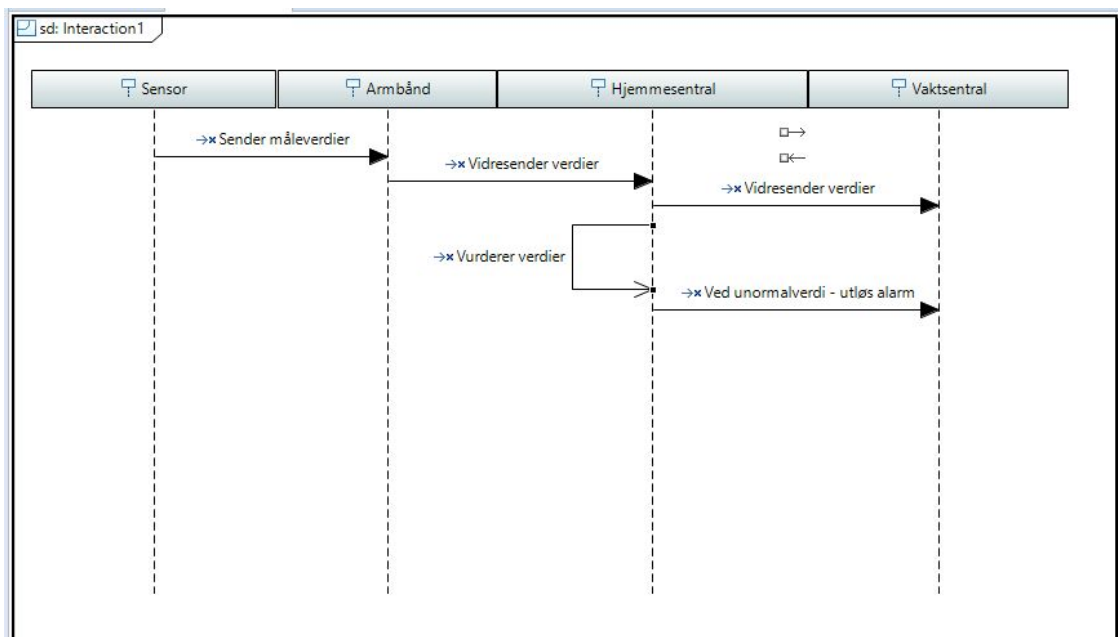 sd: Interaction1
Sensor
Armbånd
Hjemmesentral
Vaktsentral
Sender måleverdier
Vidresender verdier
Vidresender verdier
Vurderer verdier
Ved unormalverdi - utløs alarm